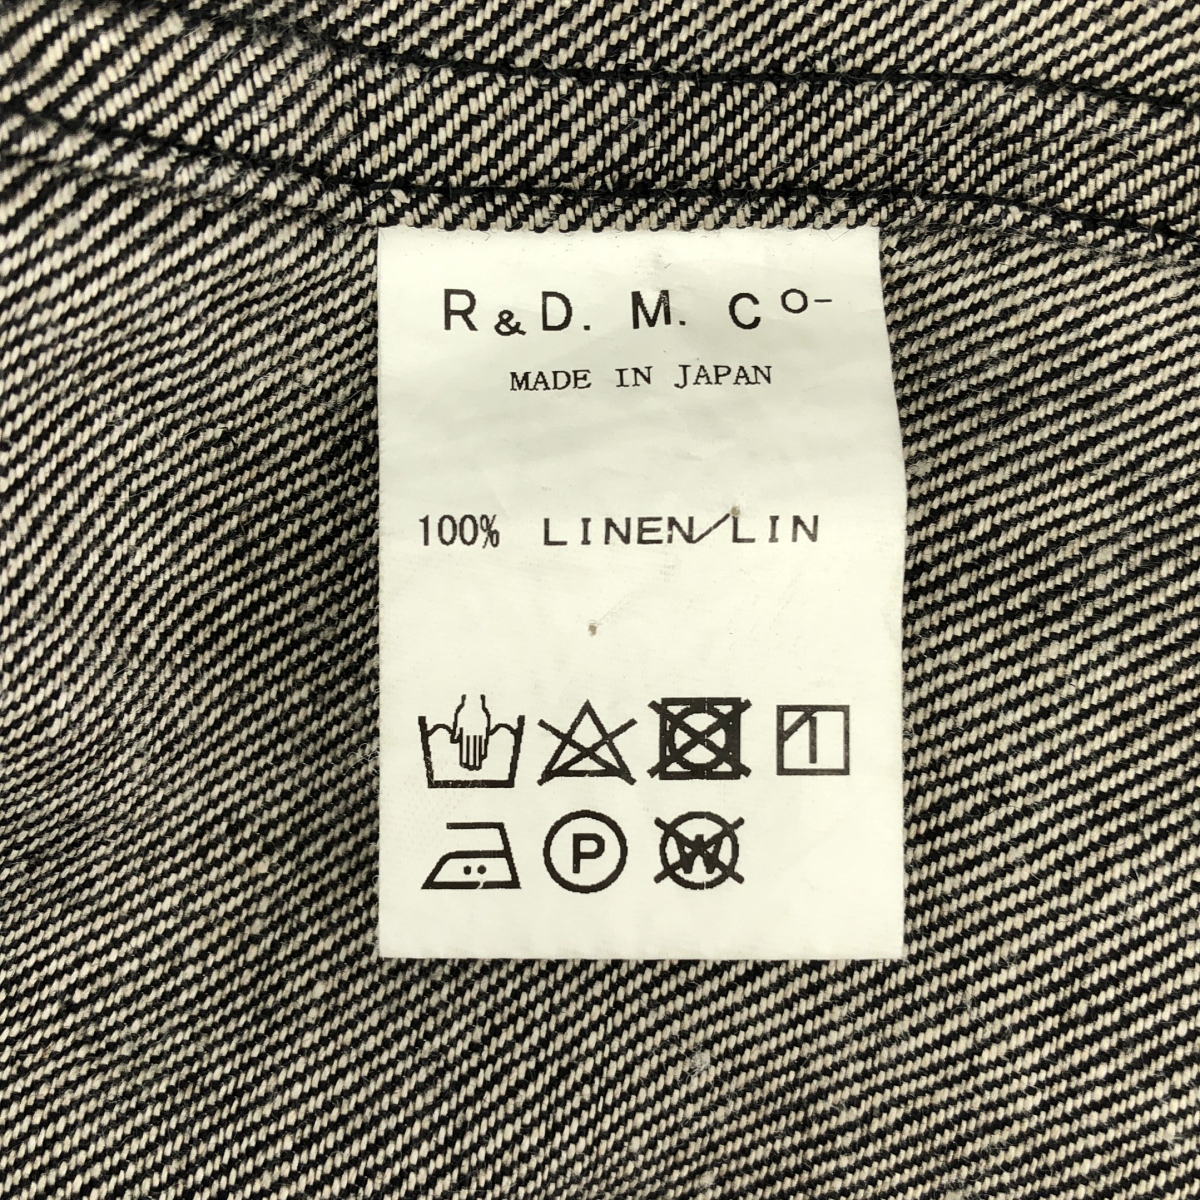 R & D. M. Co-
MADE IN JAPAN
100% LINEN/LIN
P W